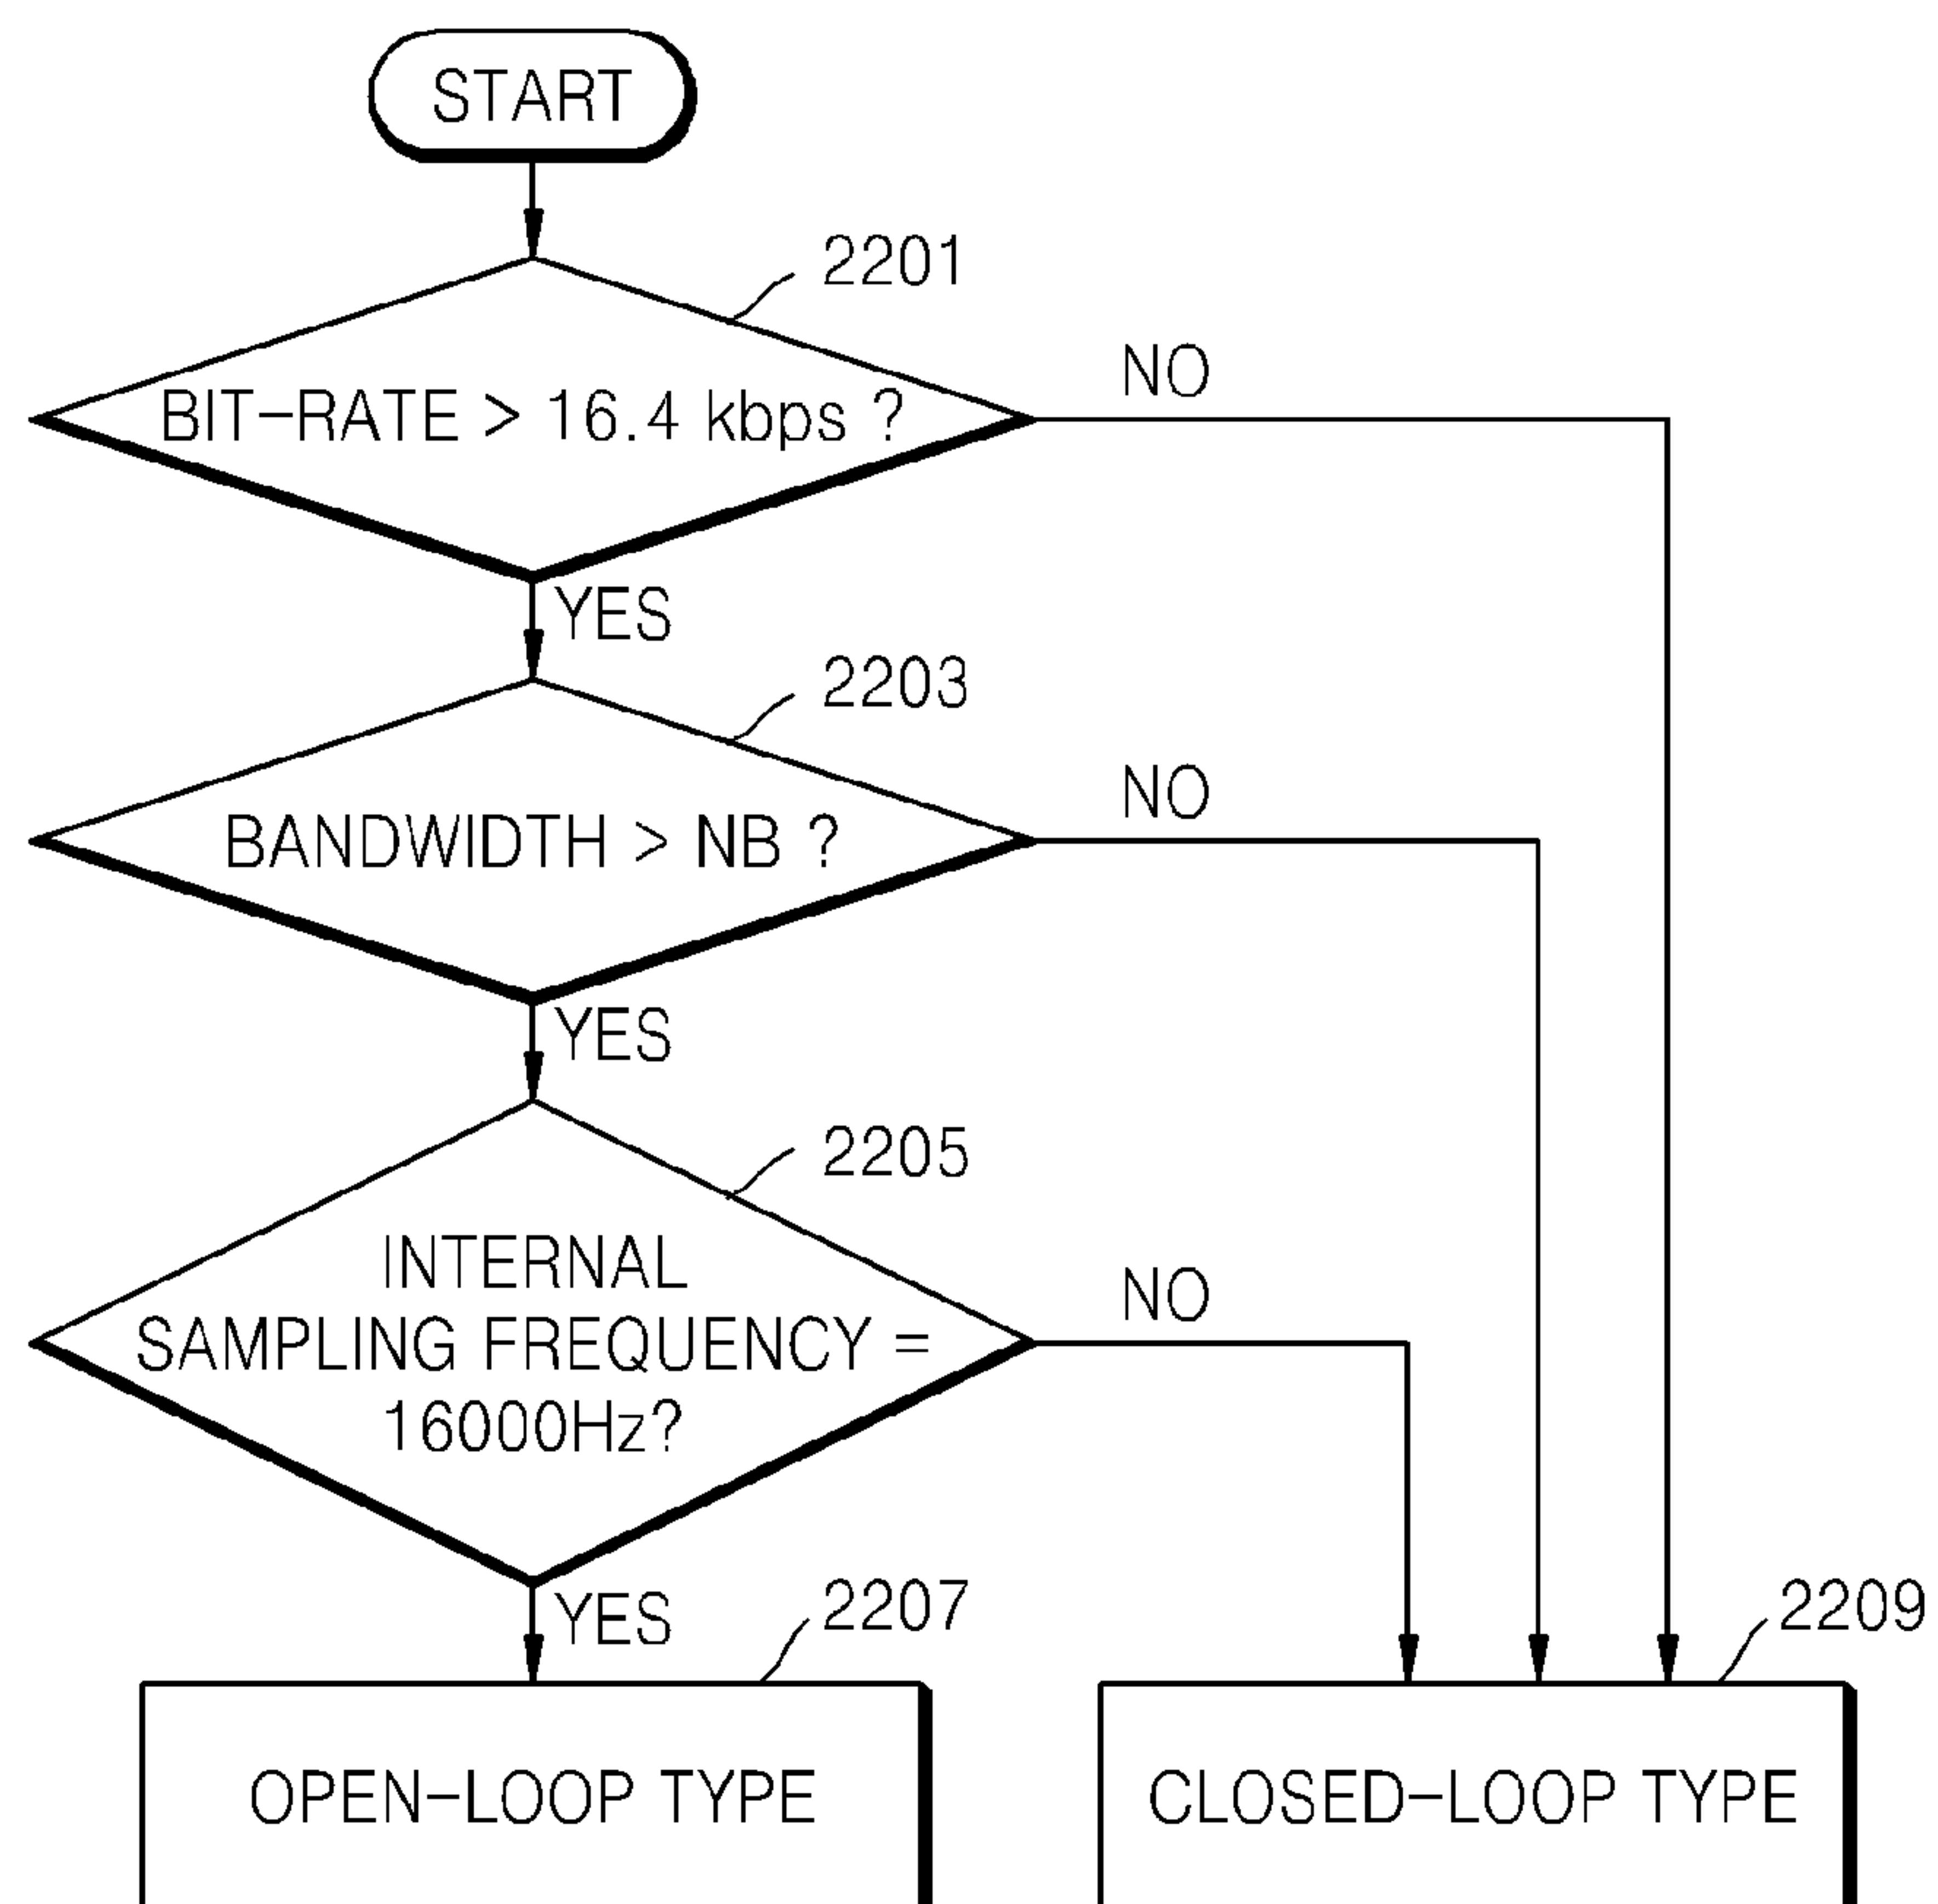 START
2201
BIT-RATE > 16.4 kbps ?
NO
YES
2203
BANDWIDTH > NB ?
NO
YES
2205
INTERNAL
SAMPLING FREQUENCY =
16000Hz?
NO
YES
2207
2209
OPEN-LOOP TYPE
CLOSED-LOOP TYPE